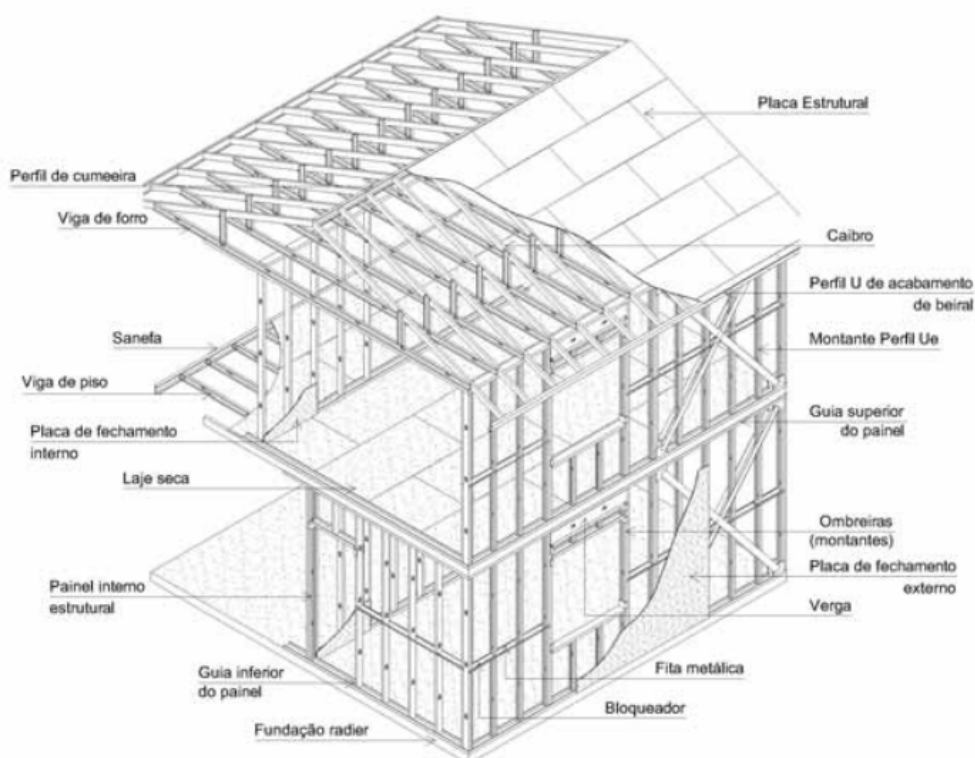 Placa Estrutural
Perfil de cumeeira
Viga de forro
Caibro
Perfil U de acabamento
de beiral
Sanefa
Montante Perfil Ue
Viga de piso
Guia superior
do painel
Placa de fechamento
interno
Laje seca
Ombreiras
(montantes)
Placa de fechamento
externo
Painel interno
estrutural
Verga
Guia inferior
do painel
Fita metálica
Bloqueador
Fundação radier